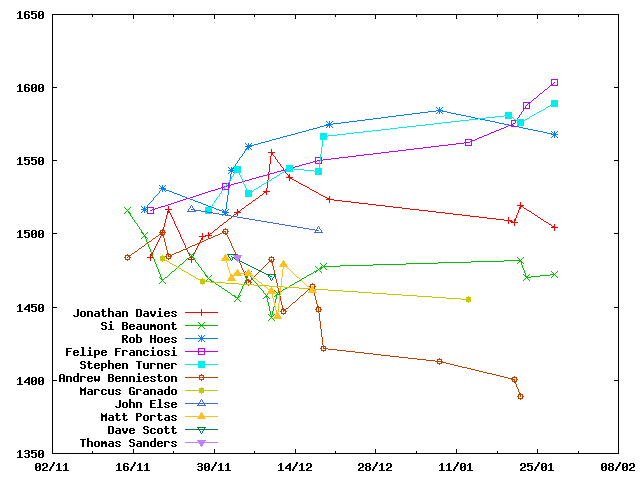 1650
1600
1550
1500
1450
1400
1350
Jonathan Davies
Si Beaumont
Rob Hoes
Felipe Franciosi
Stephen Turner
Andrew Bennieston
Marcus Granado
John Else
Matt Portas
Dave Scott
Thomas Sanders
02/11 16/11 30/11 14/12 28/12 11/01 25/01 08/02